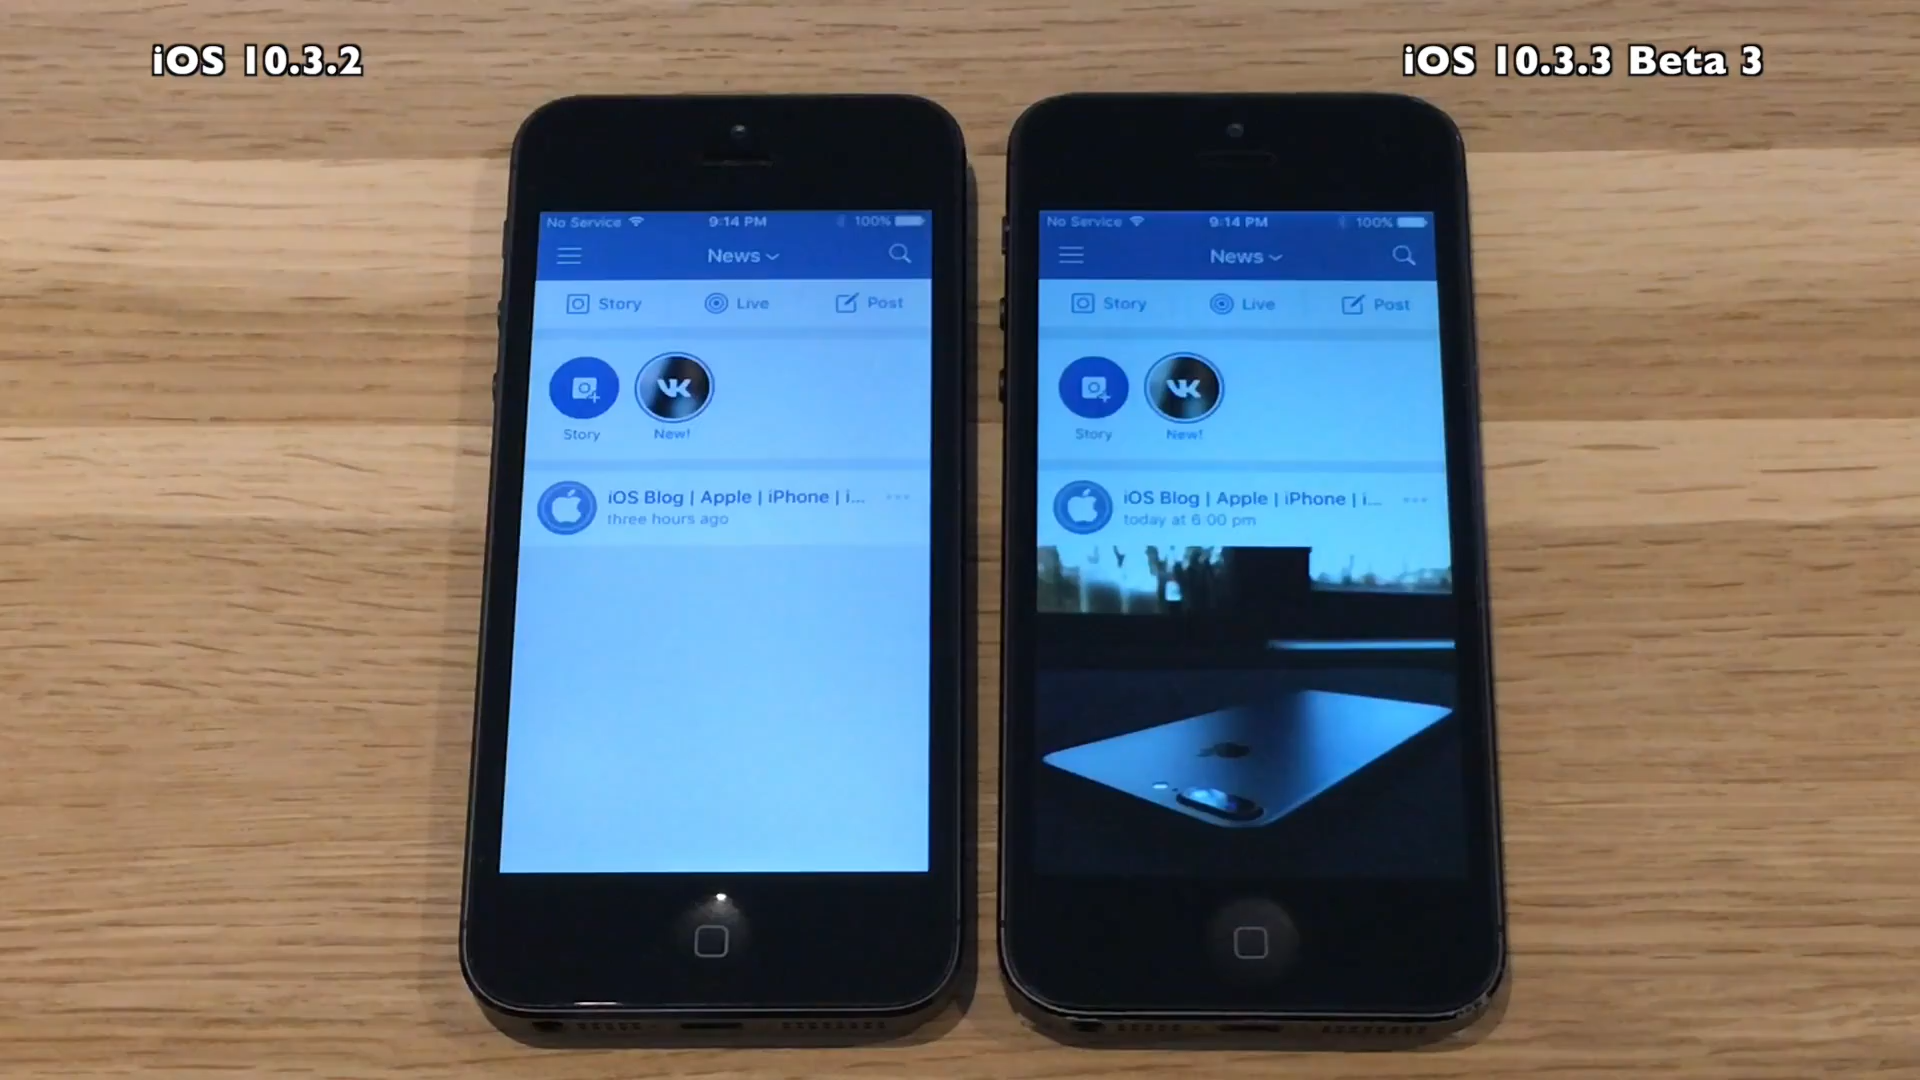 iOS 10.3.2
iOS 10.3.3 Beta 3
No Service 9:14 PM 100%
News
Story Live Post
VK
Story New!
iOS Blog | Apple | iPhone | i...
three hours ago
No Service 9:14 PM 100%
News
Story Live Post
VK
Story New!
iOS Blog | Apple | iPhone | i...
today at 6:00 pm